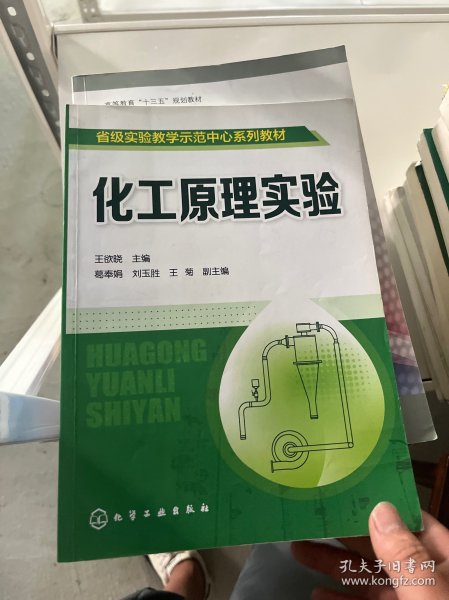 高等教育“十三五”规划教材
省级实验教学示范中心系列教材
化工原理实验
王欲晓 主编
葛奉娟 刘玉胜 王菊 副主编
HUAGONG
YUANLI
SHIYAN
化学工业出版社
孔夫子旧书网
www.kongfz.com